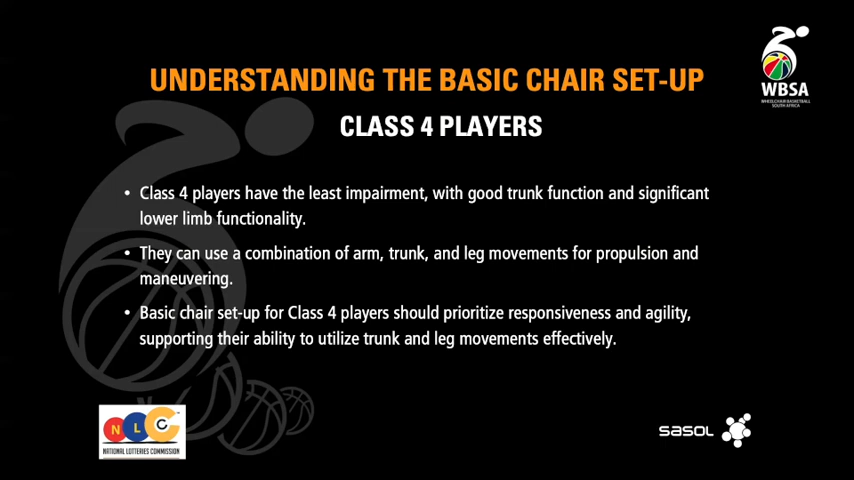 UNDERSTANDING THE BASIC CHAIR SET-UP
WBSA
WHEELCHAIR BASKETBALL
SOUTH AFRICA
CLASS 4 PLAYERS
• Class 4 players have the least impairment, with good trunk function and significant
lower limb functionality.
• They can use a combination of arm, trunk, and leg movements for propulsion and
maneuvering.
• Basic chair set-up for Class 4 players should prioritize responsiveness and agility,
supporting their ability to utilize trunk and leg movements effectively.
NLC
NATIONAL LOTTERIES COMMISSION
sasol